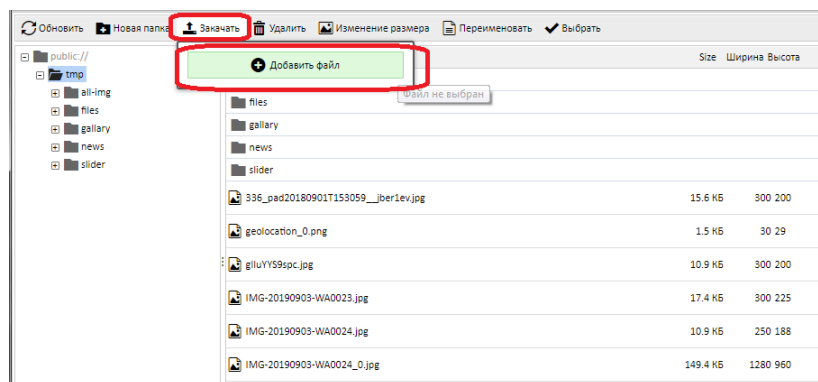 Обновить Новая папка Закачать Удалить Изменение размера Переименовать Выбрать
public://
tmp
all-img
files
gallary
news
slider
Добавить файл
Файл не выбран
Size Ширина Высота
files
gallary
news
slider
336_pad20180901T153059__jber1ev.jpg 15.6 КБ 300 200
geolocation_0.png 1.5 КБ 30 29
glluYYS9spc.jpg 10.9 КБ 300 200
IMG-20190903-WA0023.jpg 17.4 КБ 300 225
IMG-20190903-WA0024.jpg 10.9 КБ 250 188
IMG-20190903-WA0024_0.jpg 149.4 КБ 1280 960